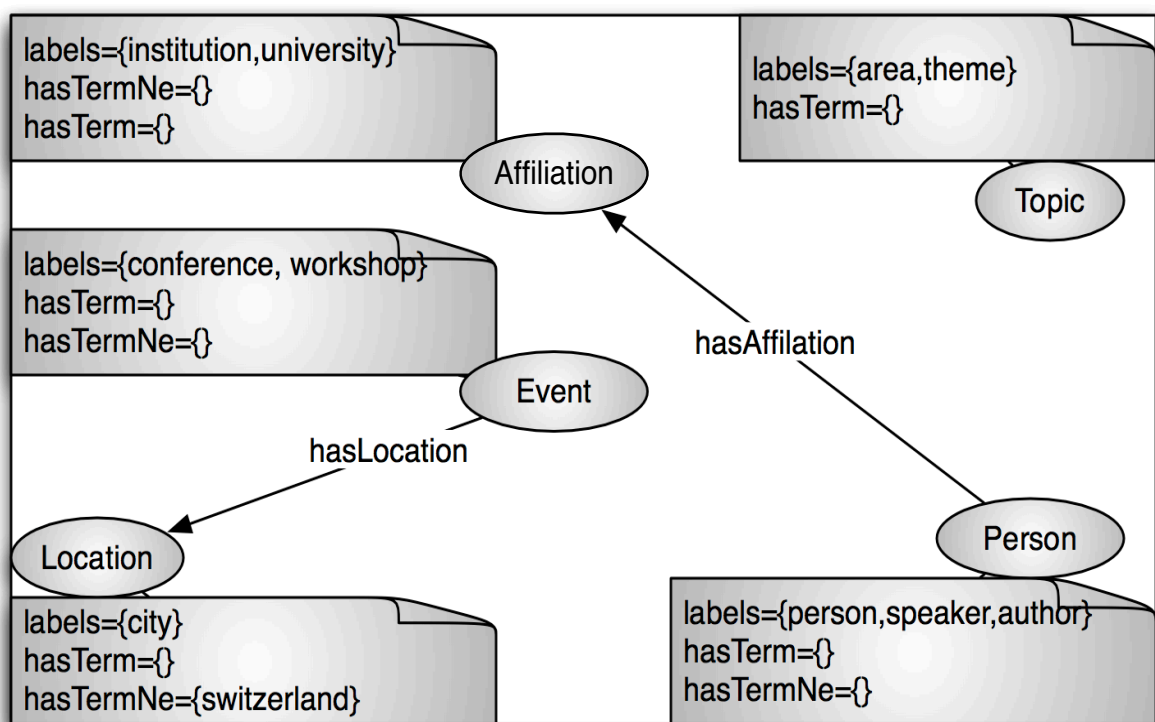 labels={institution,university}
hasTermNe={}
hasTerm={}
Affiliation
labels={area,theme}
hasTerm={}
Topic
labels={conference, workshop}
hasTerm={}
hasTermNe={}
Event
hasAffilation
hasLocation
Location
labels={city}
hasTerm={}
hasTermNe={switzerland}
Person
labels={person,speaker,author}
hasTerm={}
hasTermNe={}